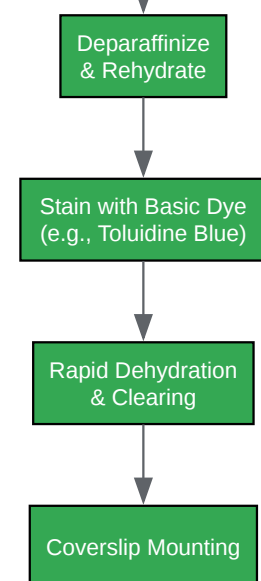 Deparaffinize
& Rehydrate
Stain with Basic Dye
(e.g., Toluidine Blue)
Rapid Dehydration
& Clearing
Coverslip Mounting